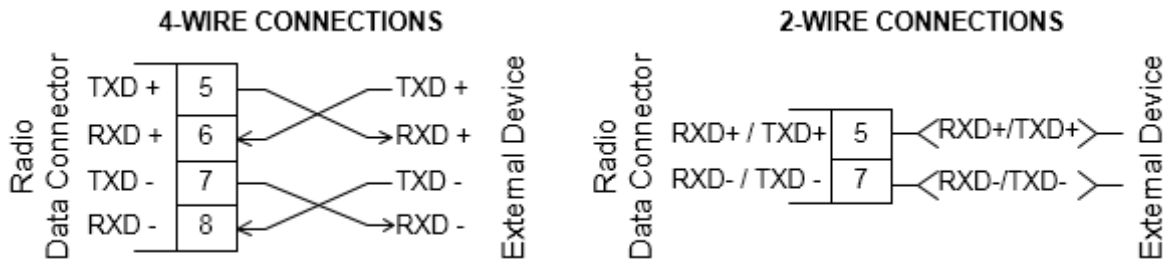 4-WIRE CONNECTIONS
Radio
Data Connector
TXD + 5 TXD +
RXD + 6 RXD +
TXD - 7 TXD -
RXD - 8 RXD -
External Device
2-WIRE CONNECTIONS
Radio
Data Connector
RXD+ / TXD+ 5 RXD+/TXD+
RXD- / TXD - 7 RXD-/TXD-
External Device